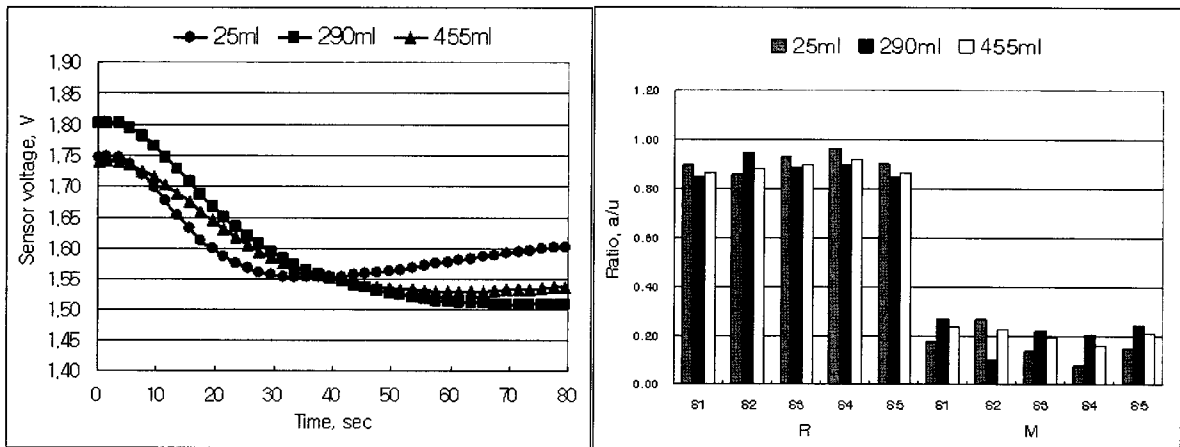 25ml 290ml 455ml
1,90
1,85
1,80
1,75
1,70
1,65
1,60
1,55
1,50
1,45
1,40
Sensor voltage, V
0 10 20 30 40 50 60 70 80
Time, sec
25ml 290ml 455ml
1.20
1.00
0.80
0.60
0.40
0.20
0.00
Ratio, a/u
S1 S2 S3 S4 S5 S1 S2 S3 S4 S5
R M